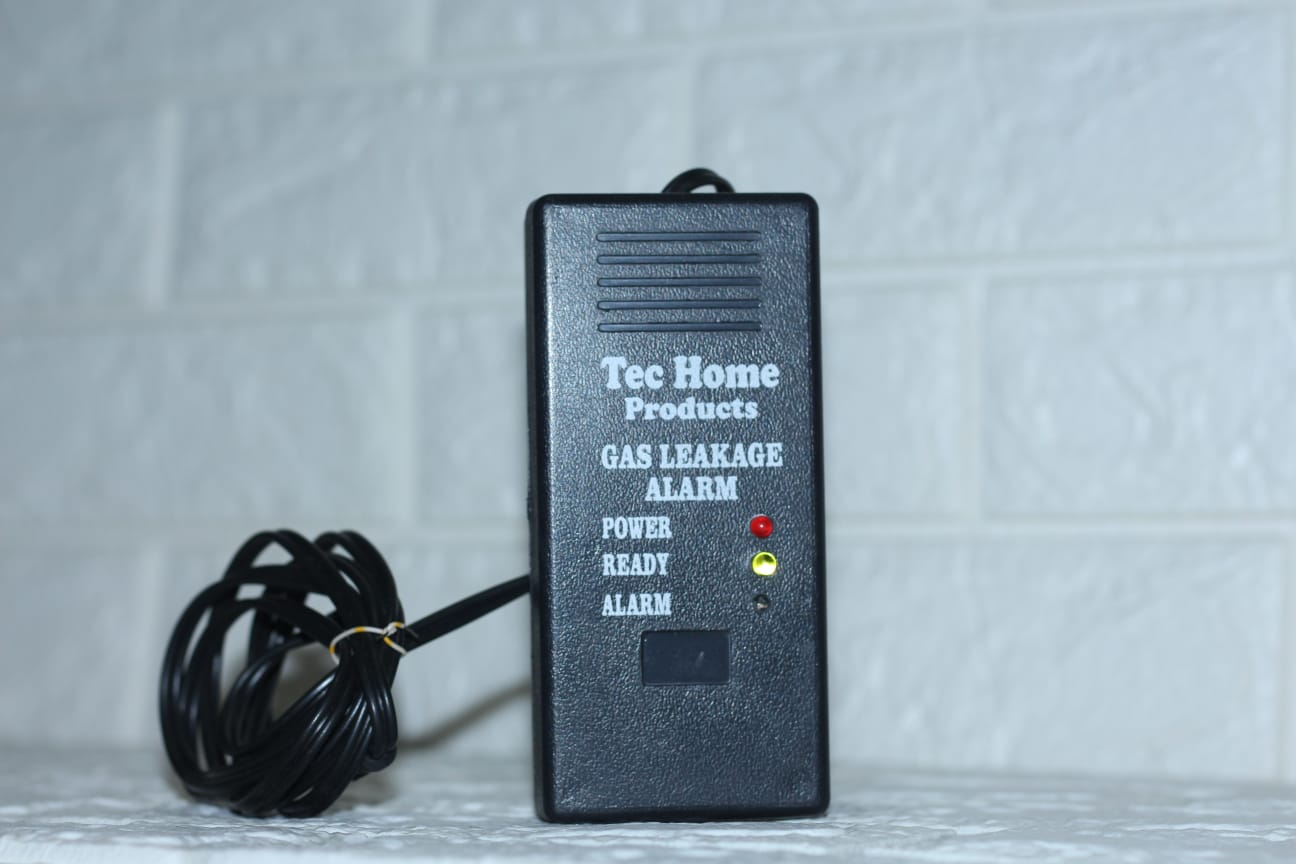 Tec Home
Products
GAS LEAKAGE
ALARM
POWER
READY
ALARM